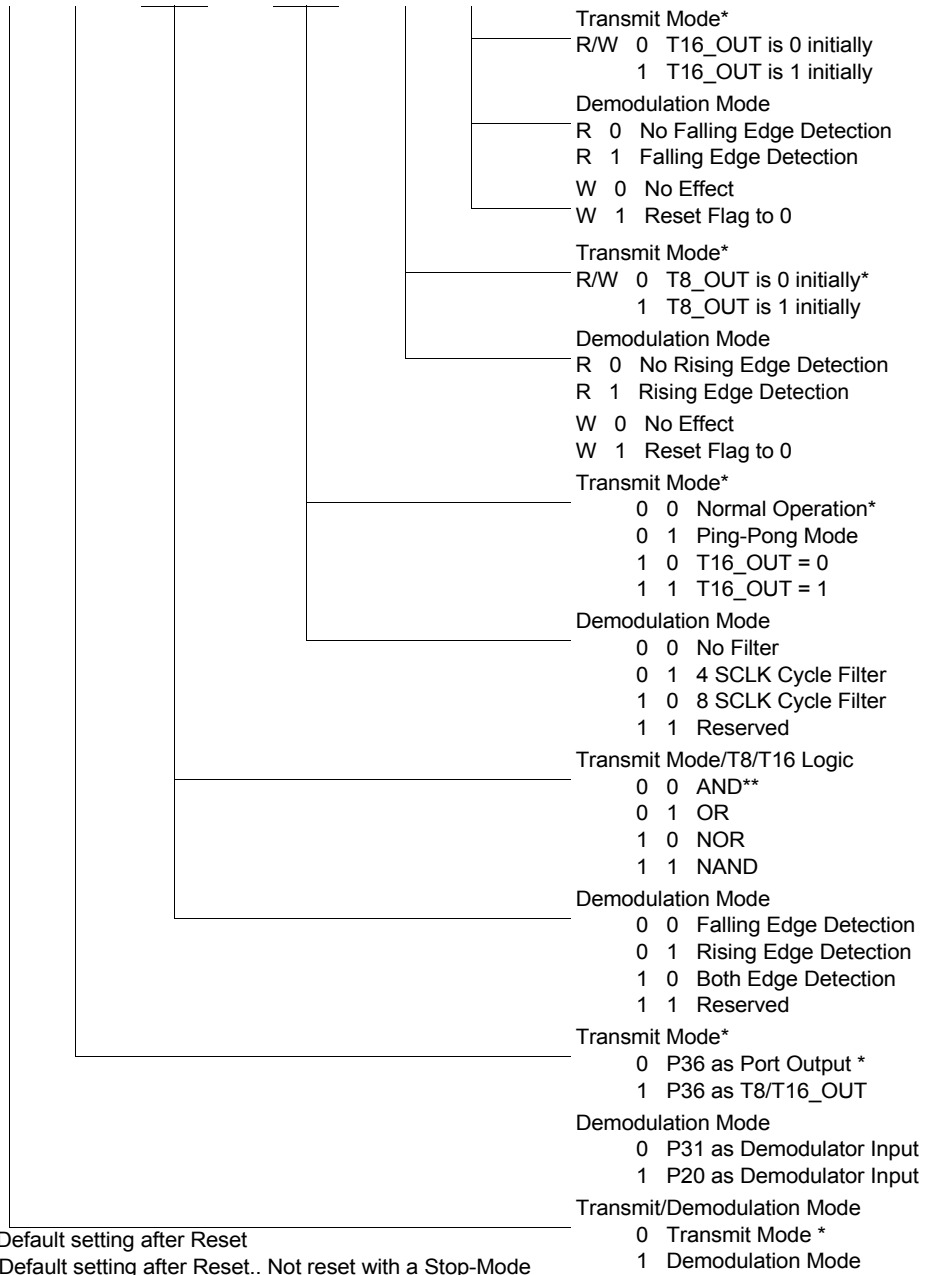 Transmit Mode*
R/W 0 T16_OUT is 0 initially
1 T16_OUT is 1 initially
Demodulation Mode
R 0 No Falling Edge Detection
R 1 Falling Edge Detection
W 0 No Effect
W 1 Reset Flag to 0
Transmit Mode*
R/W 0 T8_OUT is 0 initially*
1 T8_OUT is 1 initially
Demodulation Mode
R 0 No Rising Edge Detection
R 1 Rising Edge Detection
W 0 No Effect
W 1 Reset Flag to 0
Transmit Mode*
0 0 Normal Operation*
0 1 Ping-Pong Mode
1 0 T16_OUT = 0
1 1 T16_OUT = 1
Demodulation Mode
0 0 No Filter
0 1 4 SCLK Cycle Filter
1 0 8 SCLK Cycle Filter
1 1 Reserved
Transmit Mode/T8/T16 Logic
0 0 AND**
0 1 OR
1 0 NOR
1 1 NAND
Demodulation Mode
0 0 Falling Edge Detection
0 1 Rising Edge Detection
1 0 Both Edge Detection
1 1 Reserved
Transmit Mode*
0 P36 as Port Output *
1 P36 as T8/T16_OUT
Demodulation Mode
0 P31 as Demodulator Input
1 P20 as Demodulator Input
Transmit/Demodulation Mode
0 Transmit Mode *
1 Demodulation Mode
Default setting after Reset
Default setting after Reset.. Not reset with a Stop-Mode